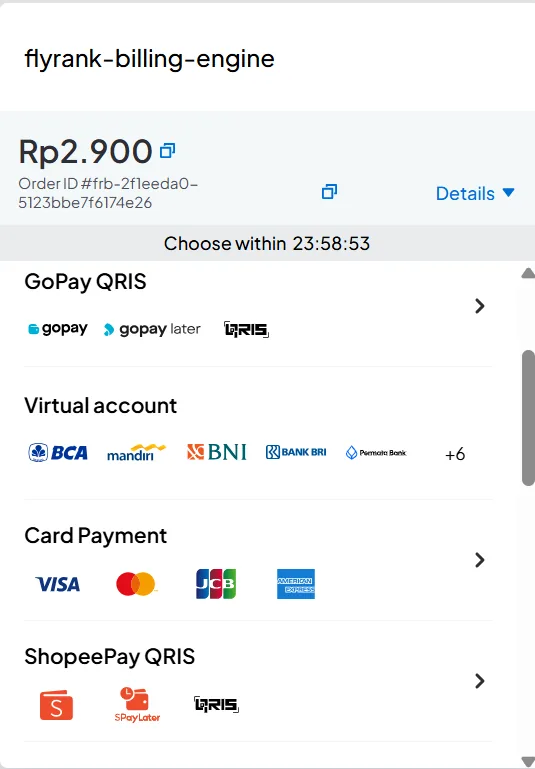 flyrank-billing-engine
Rp2.900
Order ID #frb-2f1eeda0-
5123bbe7f6174e26
Details
Choose within 23:58:53
GoPay QRIS
gopay gopay later QRIS
Virtual account
BCA mandiri BNI BANK BRI Permata Bank +6
Card Payment
VISA JCB AMERICAN EXPRESS
ShopeePay QRIS
SPayLater QRIS